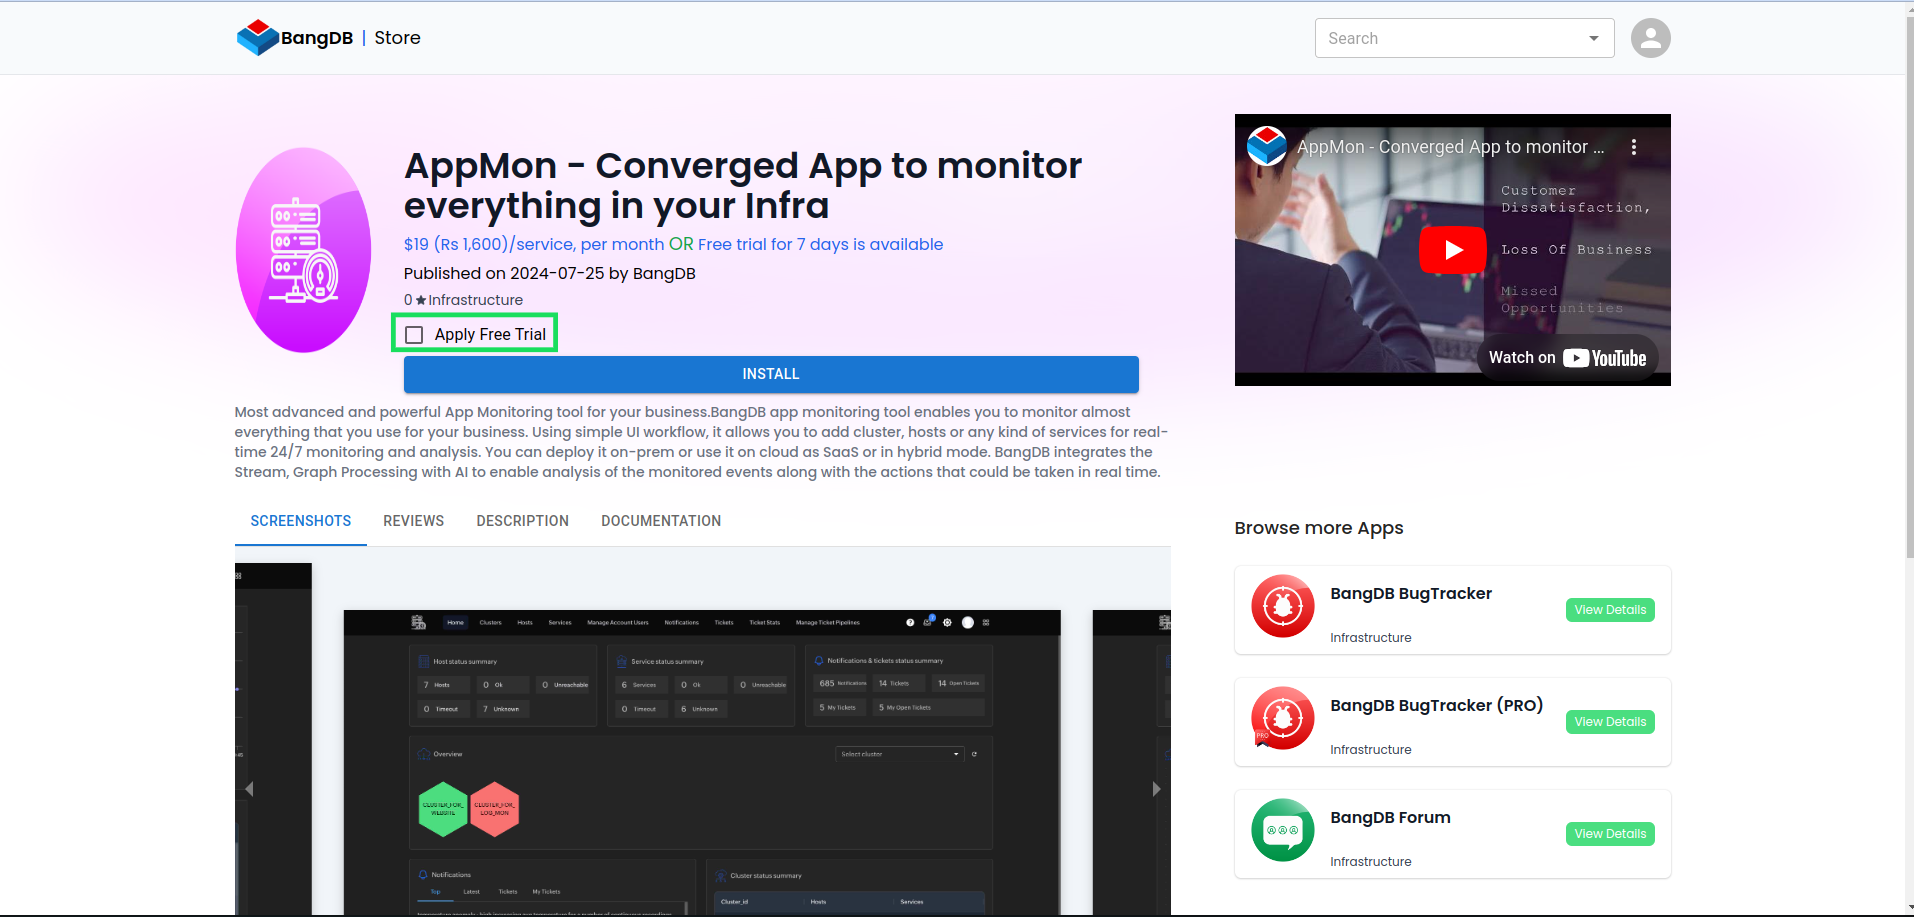 BangDB | Store
Search
AppMon - Converged App to monitor
everything in your Infra
$19 (Rs 1,600)/service, per month OR Free trial for 7 days is available
Published on 2024-07-25 by BangDB
0 ★ Infrastructure
Apply Free Trial
INSTALL
Most advanced and powerful App Monitoring tool for your business.BangDB app monitoring tool enables you to monitor almost
everything that you use for your business. Using simple UI workflow, it allows you to add cluster, hosts or any kind of services for real-
time 24/7 monitoring and analysis. You can deploy it on-prem or use it on cloud as SaaS or in hybrid mode. BangDB integrates the
Stream, Graph Processing with AI to enable analysis of the monitored events along with the actions that could be taken in real time.
AppMon - Converged App to monitor ...
Customer
Dissatisfaction,
Loss Of Business
Missed
Opportunities
Watch on YouTube
SCREENSHOTS REVIEWS DESCRIPTION DOCUMENTATION
Home Clusters Hosts Services Manage Account Users Notifications Tickets Ticket Stats Manage Ticket Pipelines
Host status summary
7 Hosts 0 Ok 0 Unreachable
0 Timeout 7 Unknown
Service status summary
6 Services 0 Ok 0 Unreachable
0 Timeout 6 Unknown
Notifications & tickets status summary
685 Notifications 14 Tickets 14 Open Tickets
5 My Tickets 5 My Open Tickets
Overview
Select cluster
CLUSTER_FOR_
WEBSITE
CLUSTER_FOR_
LOG_MON
Notifications
Top Latest Tickets My Tickets
Cluster status summary
Cluster_id Hosts Services
Browse more Apps
BangDB BugTracker
View Details
Infrastructure
BangDB BugTracker (PRO)
View Details
Infrastructure
PRO
BangDB Forum
View Details
Infrastructure